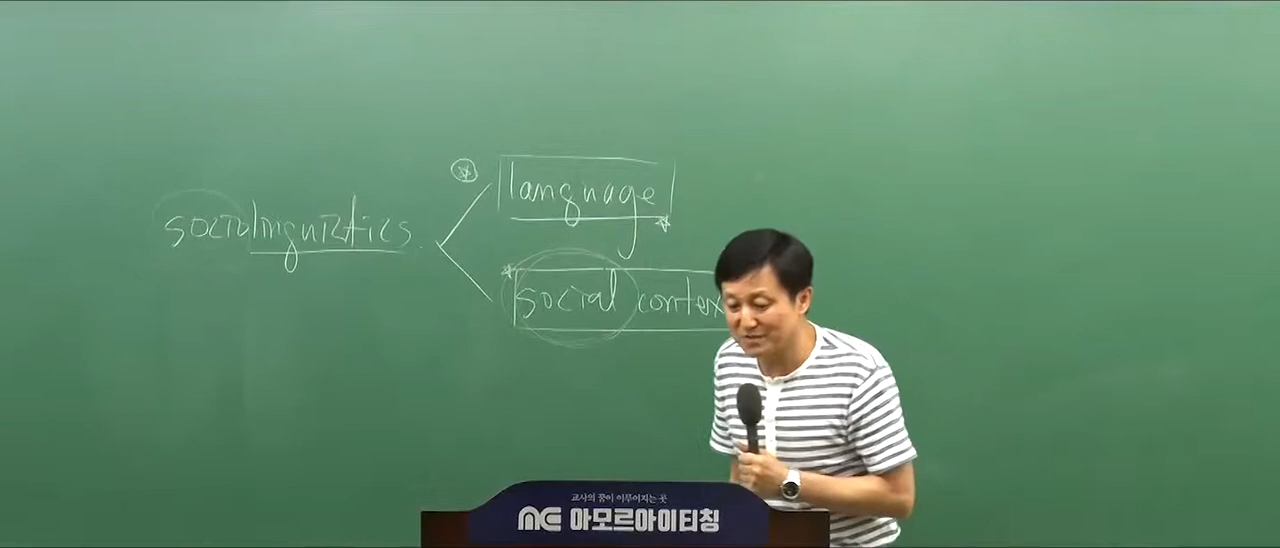 language
sociolinguistics
social contex
교사의 꿈이 이루어지는 곳
아모르아이티칭